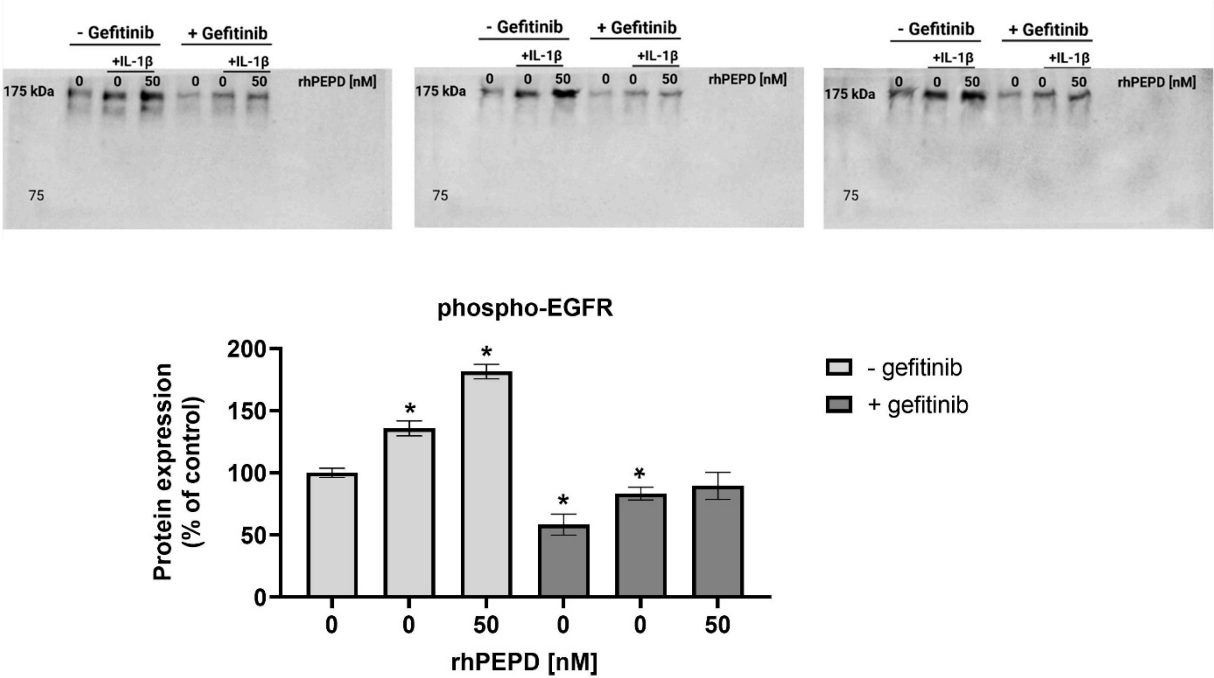 - Gefitinib + Gefitinib
+IL-1β +IL-1β
0 0 50 0 0 50 rhPEPD [nM]
175 kDa
75
- Gefitinib + Gefitinib
+IL-1β +IL-1β
0 0 50 0 0 50 rhPEPD [nM]
175 kDa
75
- Gefitinib + Gefitinib
+IL-1β +IL-1β
0 0 50 0 0 50 rhPEPD [nM]
175 kDa
75
phospho-EGFR
Protein expression
(% of control)
200
150
100
50
0
* * * *
0 0 50 0 0 50
rhPEPD [nM]
- gefitinib
+ gefitinib